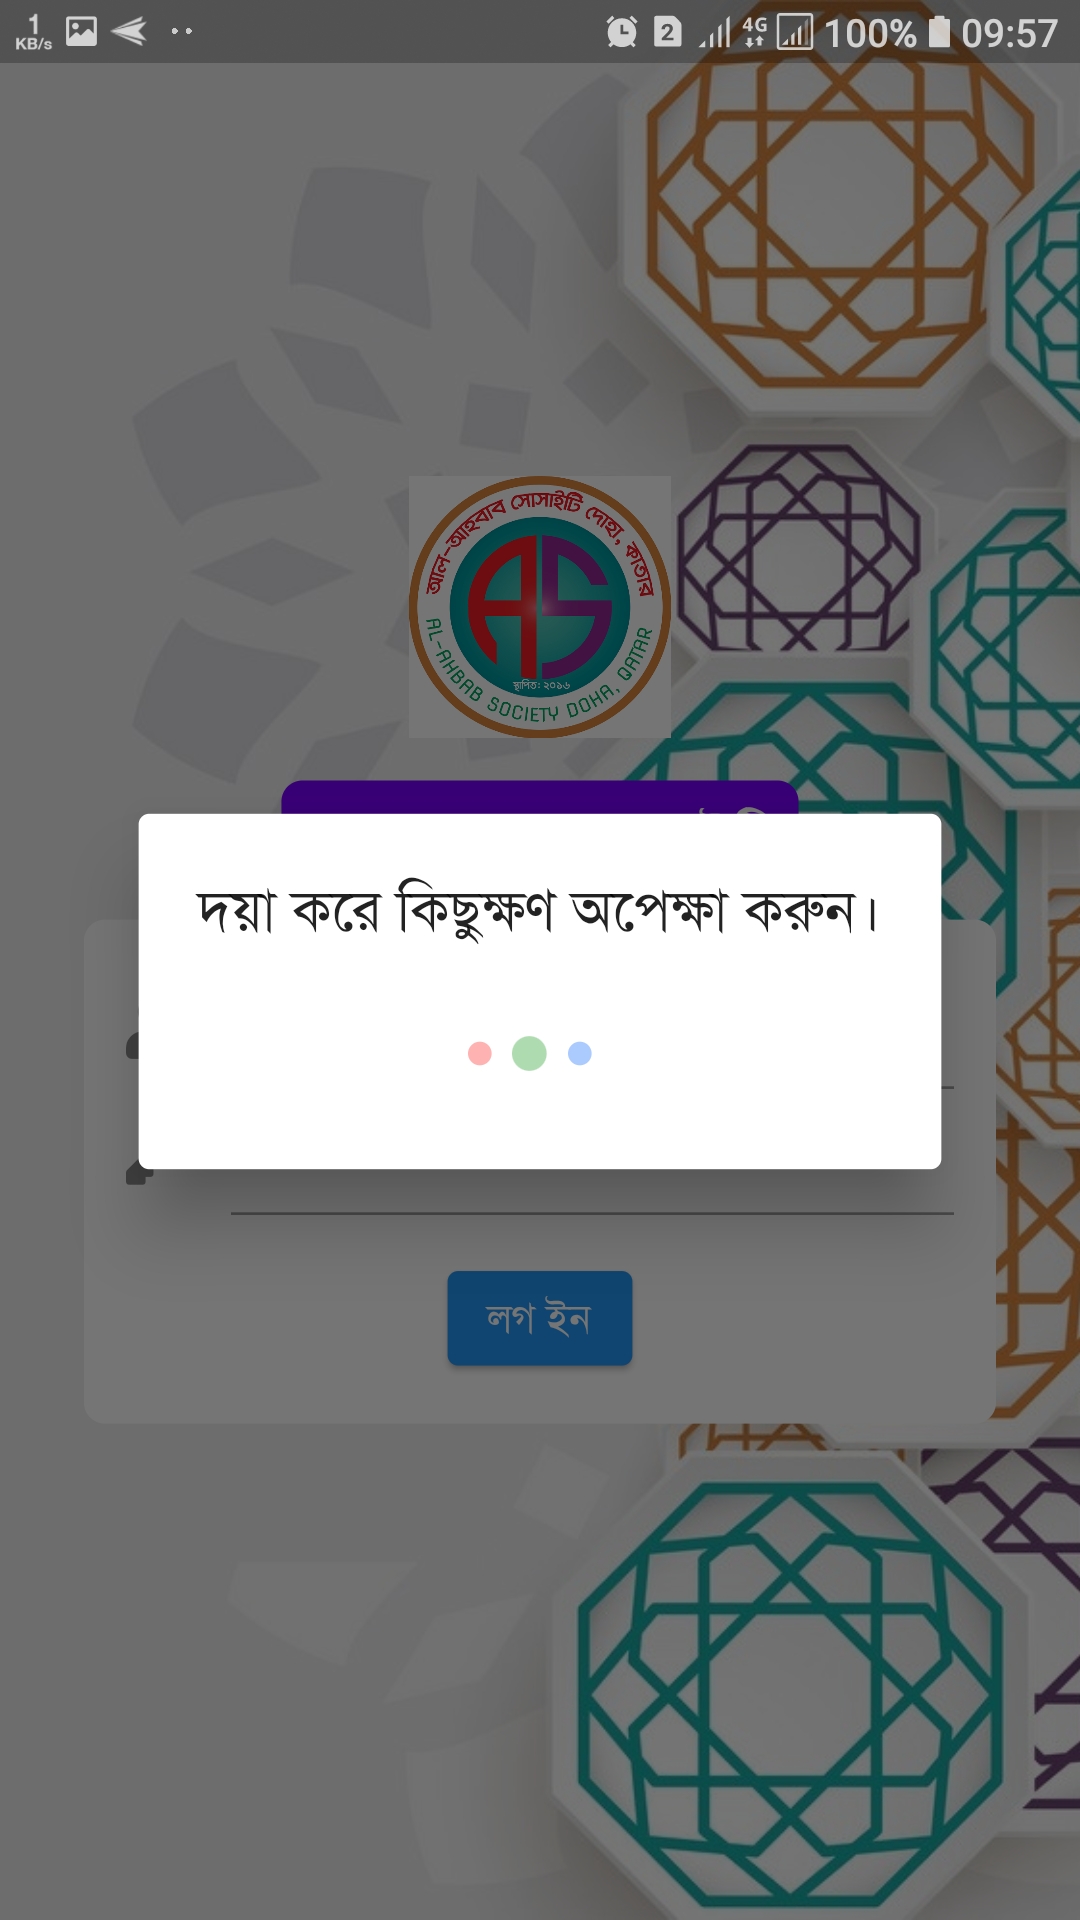 1
KB/s
2
4G
100%
09:57
আল-আহবাব সোসাইটি দোহা, কাতার
AS
স্থাপিত: ২০১৬
AL-AHBAB SOCIETY DOHA, QATAR
দয়া করে কিছুক্ষণ অপেক্ষা করুন।
লগ ইন